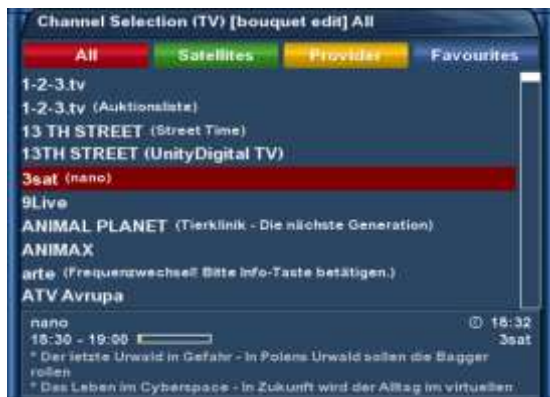 Channel Selection (TV) [bouquet edit] All
All Satellites Provider Favourites
1-2-3.tv
1-2-3.tv (Auktionsliste)
13 TH STREET (Street Time)
13TH STREET (UnityDigital TV)
3sat (nano)
9Live
ANIMAL PLANET (Tierklinik - Die nächste Generation)
ANIMAX
arte (Frequenzwechsel! Bitte Info-Taste betätigen.)
ATV Avrupa
nano 18:32
18:30 - 19:00 3sat
* Der letzte Urwald in Gefahr - In Polens Urwald sollen die Bagger
rollen
* Das Leben im Cyberspace - In Zukunft wird der Alltag im virtuellen